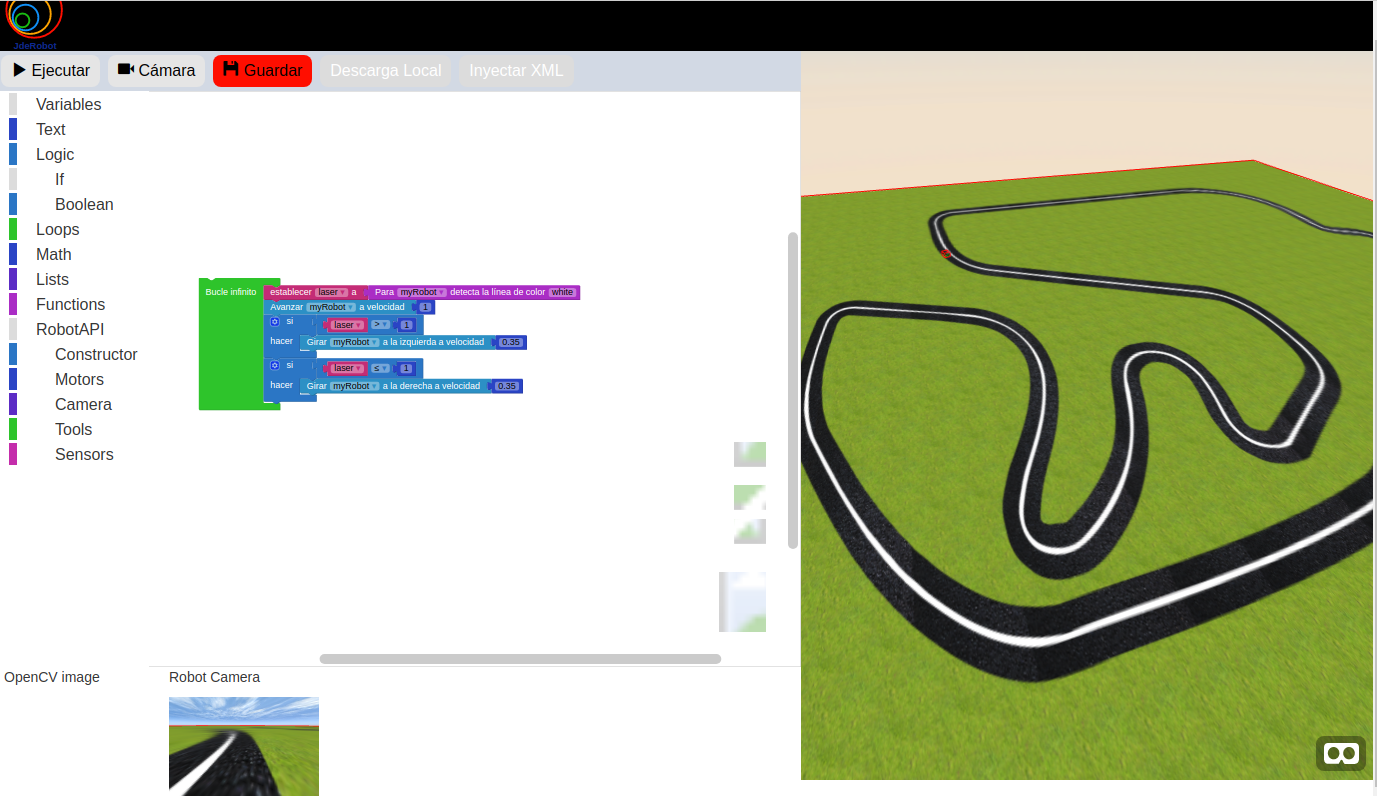 JdeRobot
Ejecutar Cámara Guardar Descarga Local Inyectar XML
Variables
Text
Logic
If
Boolean
Loops
Math
Lists
Functions
RobotAPI
Constructor
Motors
Camera
Tools
Sensors
Bucle infinito establecer laser a Para myRobot detecta la línea de color white
Avanzar myRobot a velocidad 1
si laser > 1
hacer Girar myRobot a la izquierda a velocidad 0.35
si laser ≤ 1
hacer Girar myRobot a la derecha a velocidad 0.35
OpenCV image Robot Camera